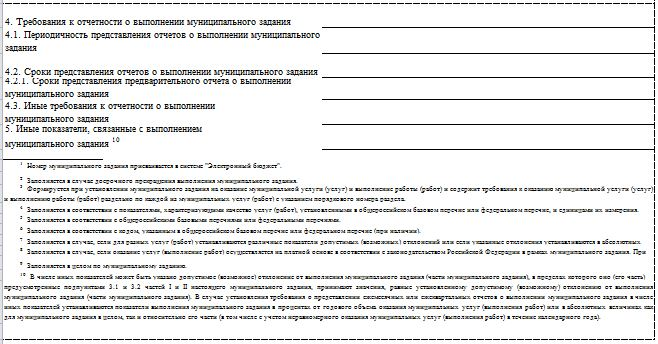 4. Требования к отчетности о выполнении муниципального задания
4.1. Периодичность представления отчетов о выполнении муниципального
задания
4.2. Сроки представления отчетов о выполнении муниципального задания
4.2.1. Сроки представления предварительного отчета о выполнении
муниципального задания
4.3. Иные требования к отчетности о выполнении
муниципального задания
5. Иные показатели, связанные с выполнением
муниципального задания 10
1 Номер муниципального задания присваивается в системе "Электронный бюджет".
2 Заполняется в случае досрочного прекращения выполнения муниципального задания.
3 Формируется при установлении муниципального задания на оказание муниципальной услуги (услуг) и выполнение работы (работ) и содержит требования к оказанию муниципальной услуги (услуг)
и выполнению работы (работ) раздельно по каждой из муниципальных услуг (работ) с указанием порядкового номера раздела.
4 Заполняется в соответствии с показателями, характеризующими качество услуг (работ), установленными в общероссийском базовом перечне или федеральном перечне, и единицами их измерения.
5 Заполняется в соответствии с общероссийскими базовыми перечнями или федеральными перечнями.
6 Заполняется в соответствии с кодом, указанным в общероссийском базовом перечне или федеральном перечне (при наличии).
7 Заполняется в случае, если для разных услуг (работ) устанавливаются различные показатели допустимых (возможных) отклонений или если указанные отклонения устанавливаются в абсолютных.
8 Заполняется в случае, если оказание услуг (выполнение работ) осуществляется на платной основе в соответствии с законодательством Российской Федерации в рамках муниципального задания. При
9 Заполняется в целом по муниципальному заданию.
10 В числе иных показателей может быть указано допустимое (возможное) отклонение от выполнения муниципального задания (части муниципального задания), в пределах которого оно (его часть)
предусмотренные подпунктами 3.1 и 3.2 частей I и II настоящего муниципального задания, принимают значения, равные установленному допустимому (возможному) отклонению от выполнения
муниципального задания (части муниципального задания). В случае установления требования о представлении ежемесячных или ежеквартальных отчетов о выполнении муниципального задания в числе
иных показателей устанавливаются показатели выполнения муниципального задания в процентах от годового объема оказания муниципальных услуг (выполнения работ) или в абсолютных величинах как
для муниципального задания в целом, так и относительно его части (в том числе с учетом неравномерного оказания муниципальных услуг (выполнения работ) в течение календарного года).